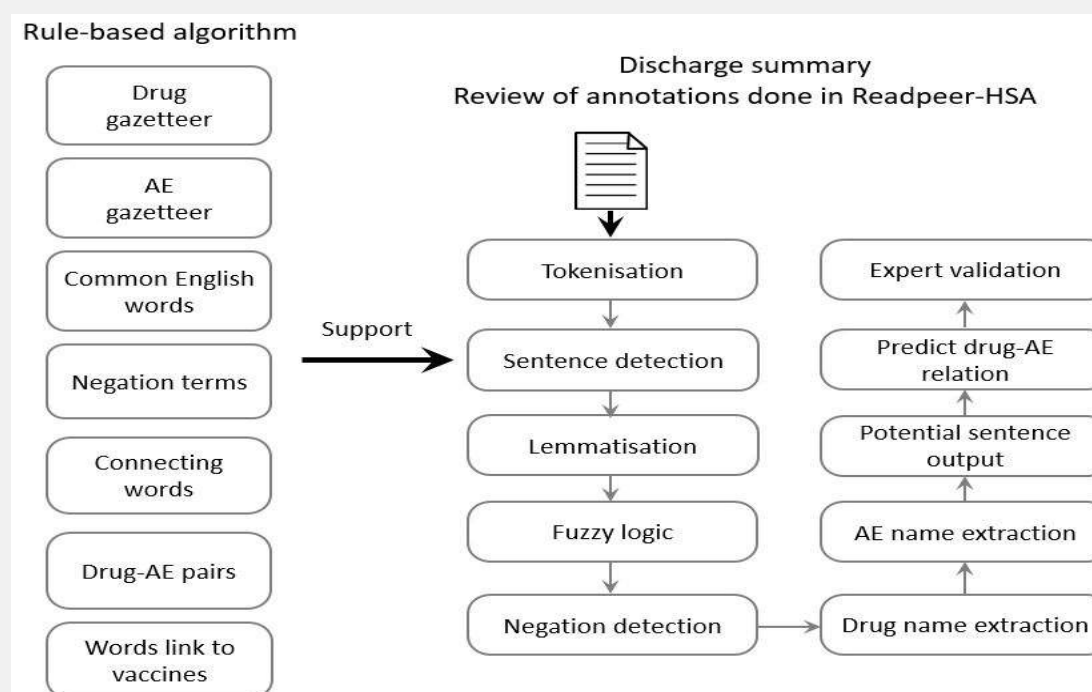 Rule-based algorithm
Drug
gazetteer
AE
gazetteer
Common English
words
Negation terms
Connecting
words
Drug-AE pairs
Words link to
vaccines
Support
Discharge summary
Review of annotations done in Readpeer-HSA
Tokenisation
Sentence detection
Lemmatisation
Fuzzy logic
Negation detection
Drug name extraction
AE name extraction
Potential sentence
output
Predict drug-AE
relation
Expert validation